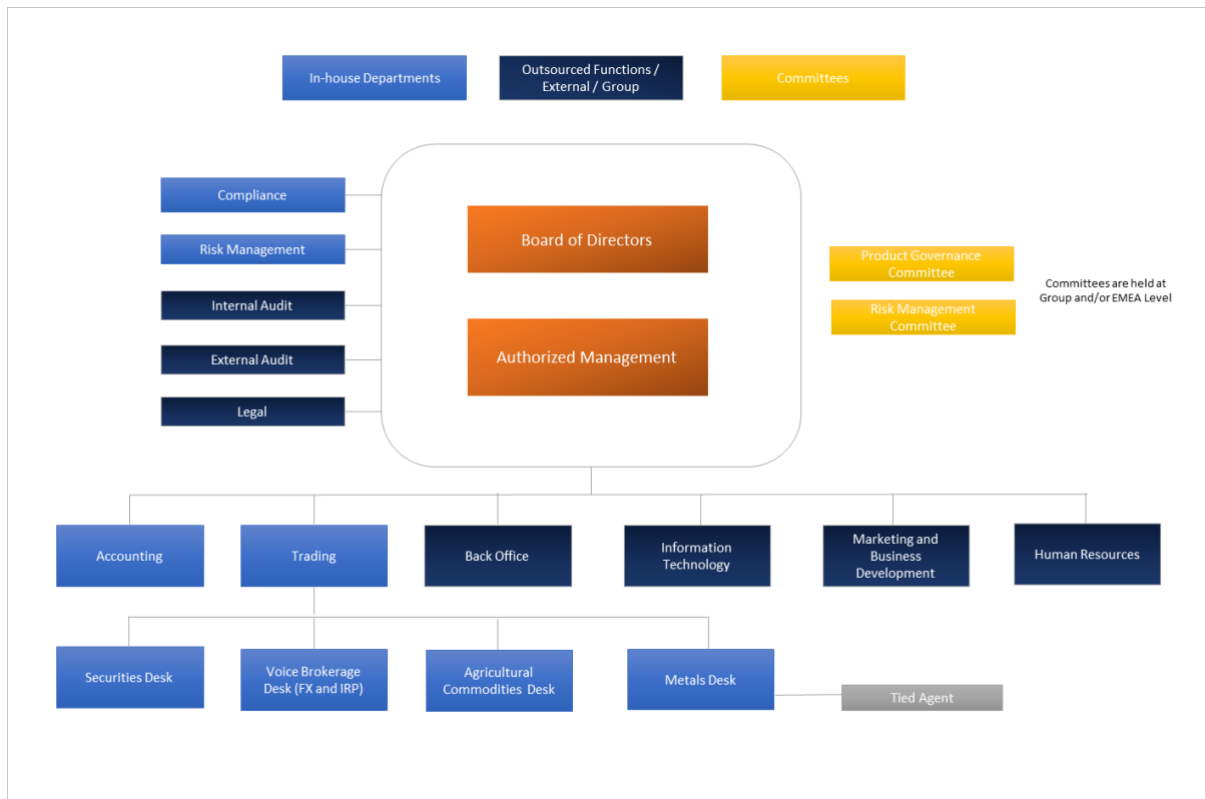 In-house Departments
Outsourced Functions /
External / Group
Committees
Compliance
Risk Management
Internal Audit
External Audit
Legal
Board of Directors
Authorized Management
Product Governance
Committee
Risk Management
Committee
Committees are held at
Group and/or EMEA Level
Accounting
Trading
Back Office
Information
Technology
Marketing and
Business
Development
Human Resources
Securities Desk
Voice Brokerage
Desk (FX and IRP)
Agricultural
Commodities Desk
Metals Desk
Tied Agent